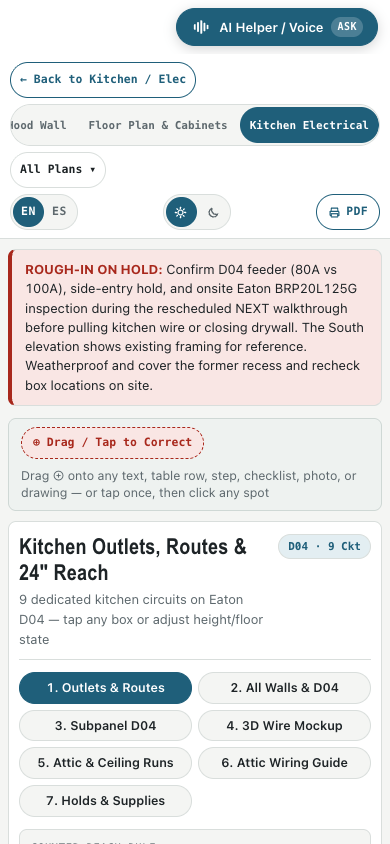 AI Helper / Voice ASK
← Back to Kitchen / Elec
Hood Wall Floor Plan & Cabinets Kitchen Electrical
All Plans ▾
EN ES PDF
ROUGH-IN ON HOLD: Confirm D04 feeder (80A vs
100A), side-entry hold, and onsite Eaton BRP20L125G
inspection during the rescheduled NEXT walkthrough
before pulling kitchen wire or closing drywall. The South
elevation shows existing framing for reference.
Weatherproof and cover the former recess and recheck
box locations on site.
⊕ Drag / Tap to Correct
Drag ⊕ onto any text, table row, step, checklist, photo, or
drawing — or tap once, then click any spot
Kitchen Outlets, Routes &
24" Reach
D04 · 9 Ckt
9 dedicated kitchen circuits on Eaton
D04 — tap any box or adjust height/floor
state
1. Outlets & Routes
2. All Walls & D04
3. Subpanel D04
4. 3D Wire Mockup
5. Attic & Ceiling Runs
6. Attic Wiring Guide
7. Holds & Supplies